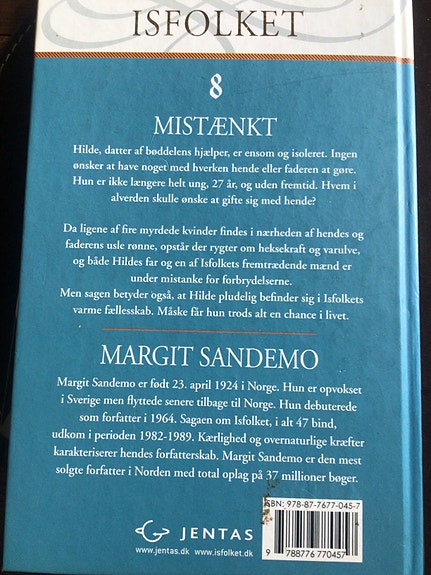 ISFOLKET
8
MISTÆNKT
Hilde, datter af bøddelens hjælper, er ensom og isoleret. Ingen
ønsker at have noget med hverken hende eller faderen at gøre.
Hun er ikke længere helt ung, 27 år, og uden fremtid. Hvem i
alverden skulle ønske at gifte sig med hende?
Da ligene af fire myrdede kvinder findes i nærheden af hendes og
faderens usle rønne, opstår der rygter om heksekraft og varulve,
og både Hildes far og en af Isfolkets fremtrædende mænd er
under mistanke for forbrydelserne.
Men sagen betyder også, at Hilde pludelig befinder sig i Isfolkets
varme fællesskab. Måske får hun trods alt en chance i livet.
MARGIT SANDEMO
Margit Sandemo er født 23. april 1924 i Norge. Hun er opvokset
i Sverige men flyttede senere tilbage til Norge. Hun debuterede
som forfatter i 1964. Sagaen om Isfolket, i alt 47 bind,
udkom i perioden 1982-1989. Kærlighed og overnaturlige kræfter
karakteriserer hendes forfatterskab. Margit Sandemo er den mest
solgte forfatter i Norden med total oplag på 37 millioner bøger.
ISBN: 978-87-7677-045-7
JENTAS
www.jentas.dk www.isfolket.dk
9 788776 770457